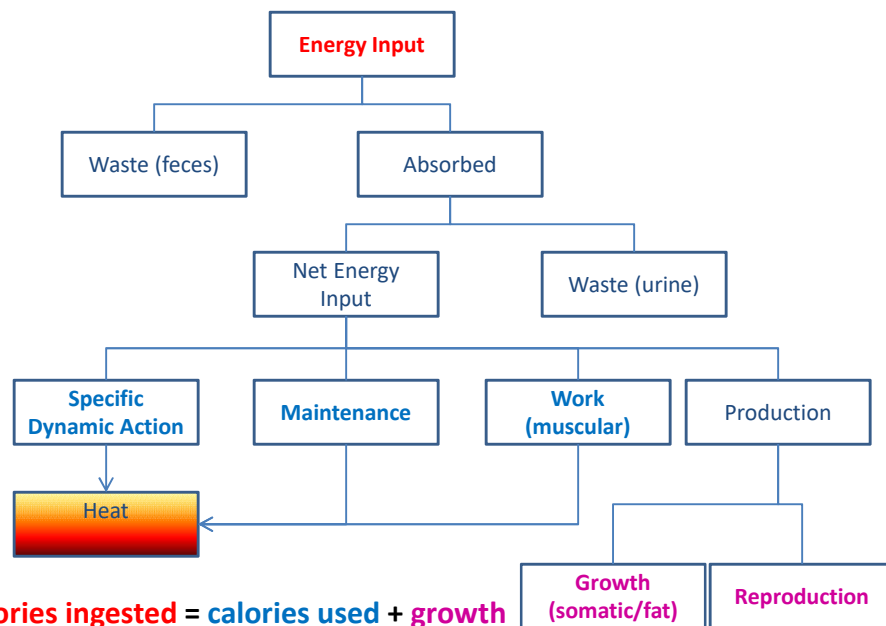 Energy Input
Waste (feces)
Absorbed
Net Energy
Input
Waste (urine)
Specific
Dynamic Action
Maintenance
Work
(muscular)
Production
Heat
Growth
(somatic/fat)
Reproduction
ories ingested = calories used + growth